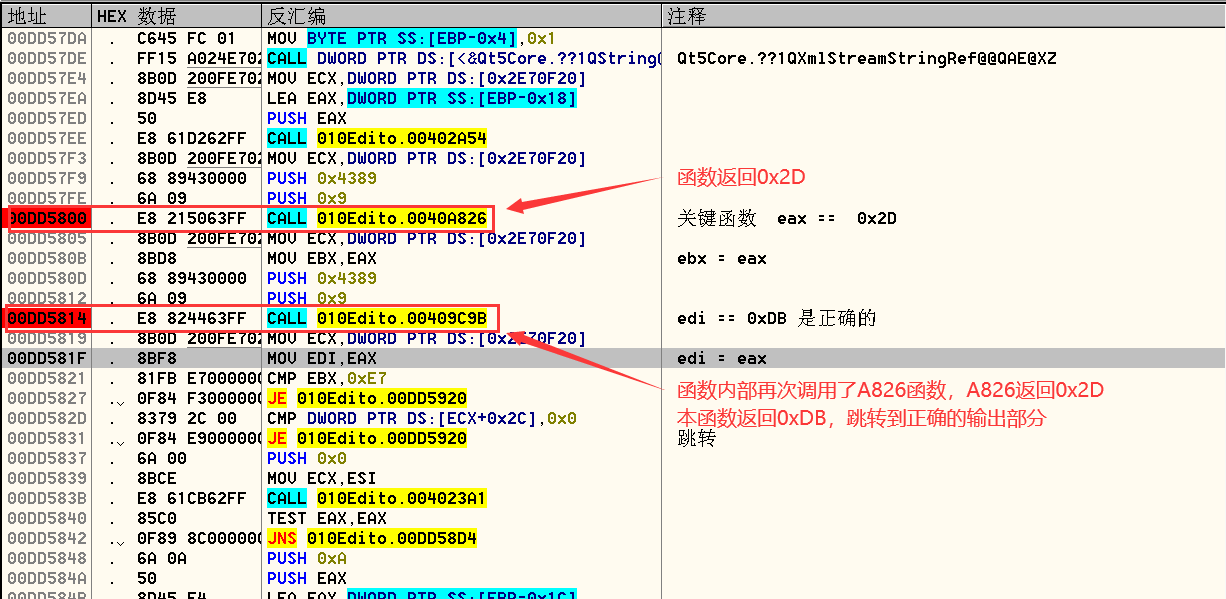 地址 HEX 数据 反汇编 注释
00DD57DA . C645 FC 01 MOV BYTE PTR SS:[EBP-0x4],0x1
00DD57DE . FF15 A024E702 CALL DWORD PTR DS:[<&Qt5Core.??1QString Qt5Core.??1QXmlStreamStringRef@@QAE@XZ
00DD57E4 . 8B0D 200FE702 MOV ECX,DWORD PTR DS:[0x2E70F20]
00DD57EA . 8D45 E8 LEA EAX,DWORD PTR SS:[EBP-0x18]
00DD57ED . 50 PUSH EAX
00DD57EE . E8 61D262FF CALL 010Edito.00402A54
00DD57F3 . 8B0D 200FE702 MOV ECX,DWORD PTR DS:[0x2E70F20]
00DD57F9 . 68 89430000 PUSH 0x4389 函数返回0x2D
00DD57FE . 6A 09 PUSH 0x9
00DD5800 . E8 215063FF CALL 010Edito.0040A826 关键函数 eax == 0x2D
00DD5805 . 8B0D 200FE702 MOV ECX,DWORD PTR DS:[0x2E70F20]
00DD580B . 8BD8 MOV EBX,EAX ebx = eax
00DD580D . 68 89430000 PUSH 0x4389
00DD5812 . 6A 09 PUSH 0x9
00DD5814 . E8 824463FF CALL 010Edito.00409C9B edi == 0xDB 是正确的
00DD5819 . 8B0D 200FE702 MOV ECX,DWORD PTR DS:[0x2E70F20]
00DD581F . 8BF8 MOV EDI,EAX edi = eax
00DD5821 . 81FB E7000000 CMP EBX,0xE7
00DD5827 .⌄ 0F84 F3000000 JE 010Edito.00DD5920 函数内部再次调用了A826函数，A826返回0x2D
00DD582D . 8379 2C 00 CMP DWORD PTR DS:[ECX+0x2C],0x0 本函数返回0xDB，跳转到正确的输出部分
00DD5831 .⌄ 0F84 E9000000 JE 010Edito.00DD5920 跳转
00DD5837 . 6A 00 PUSH 0x0
00DD5839 . 8BCE MOV ECX,ESI
00DD583B . E8 61CB62FF CALL 010Edito.004023A1
00DD5840 . 85C0 TEST EAX,EAX
00DD5842 .⌄ 0F89 8C000000 JNS 010Edito.00DD58D4
00DD5848 . 6A 0A PUSH 0xA
00DD584A . 50 PUSH EAX
00DD584B . 8D45 E4 LEA EAX,DWORD PTR SS:[EBP-0x1C]